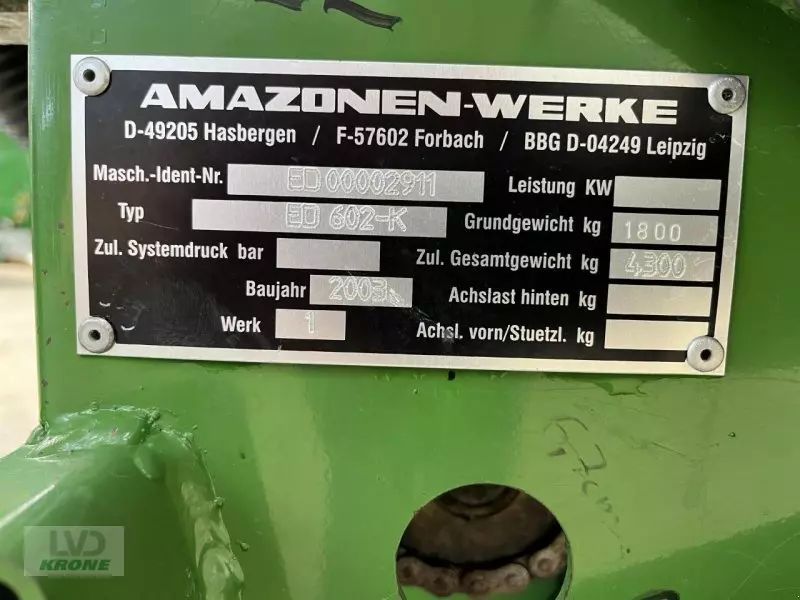 AMAZONEN-WERKE
D-49205 Hasbergen / F-57602 Forbach / BBG D-04249 Leipzig
Masch.-Ident-Nr. ED00002911
Typ ED 602-K
Zul. Systemdruck bar
Baujahr 2003
Werk 1
Leistung KW
Grundgewicht kg 1800
Zul. Gesamtgewicht kg 4300
Achslast hinten kg
Achsl. vorn/Stuetzl. kg
LVD
KRONE